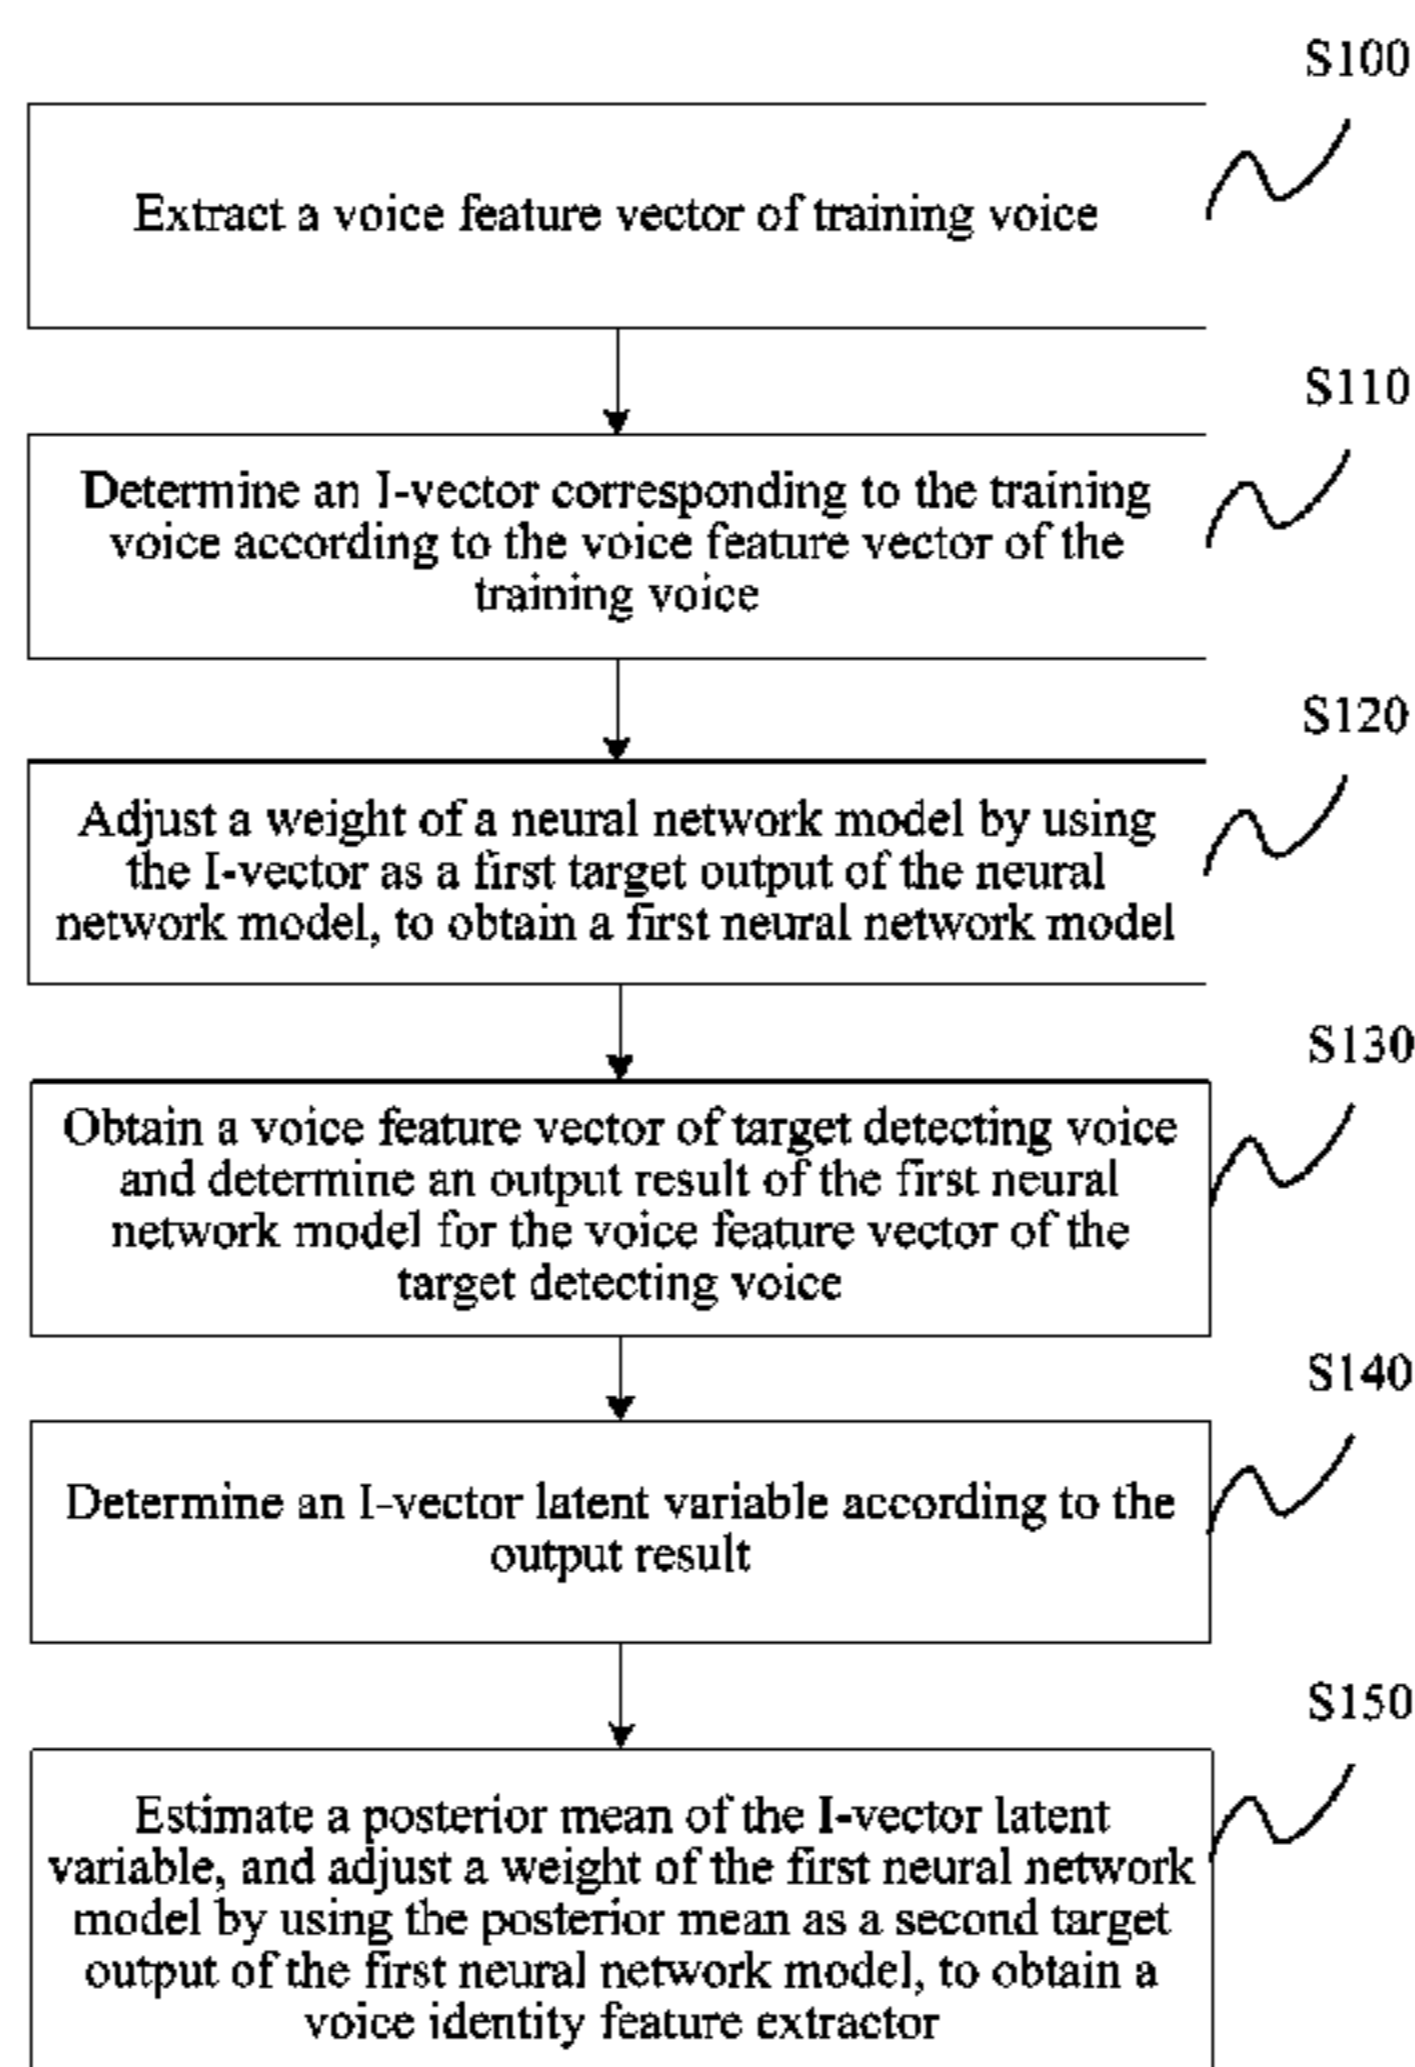 S100
Extract a voice feature vector of training voice
S110
Determine an I-vector corresponding to the training
voice according to the voice feature vector of the
training voice
S120
Adjust a weight of a neural network model by using
the I-vector as a first target output of the neural
network model, to obtain a first neural network model
S130
Obtain a voice feature vector of target detecting voice
and determine an output result of the first neural
network model for the voice feature vector of the
target detecting voice
S140
Determine an I-vector latent variable according to the
output result
S150
Estimate a posterior mean of the I-vector latent
variable, and adjust a weight of the first neural network
model by using the posterior mean as a second target
output of the first neural network model, to obtain a
voice identity feature extractor